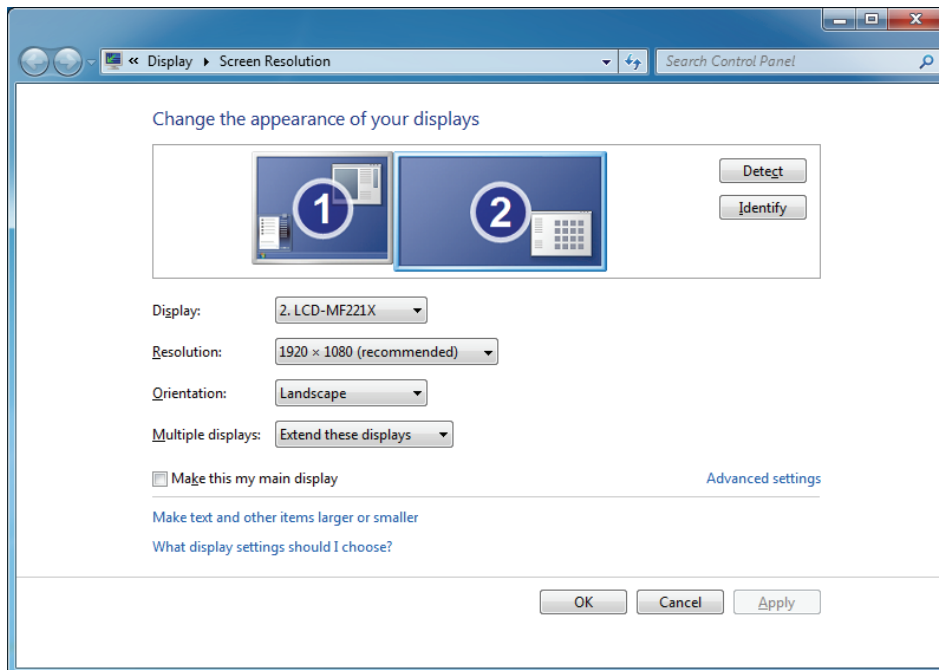 « Display ▸ Screen Resolution
Search Control Panel
Change the appearance of your displays
1
2
Detect
Identify
Display: 2. LCD-MF221X
Resolution: 1920 × 1080 (recommended)
Orientation: Landscape
Multiple displays: Extend these displays
Make this my main display
Advanced settings
Make text and other items larger or smaller
What display settings should I choose?
OK Cancel Apply